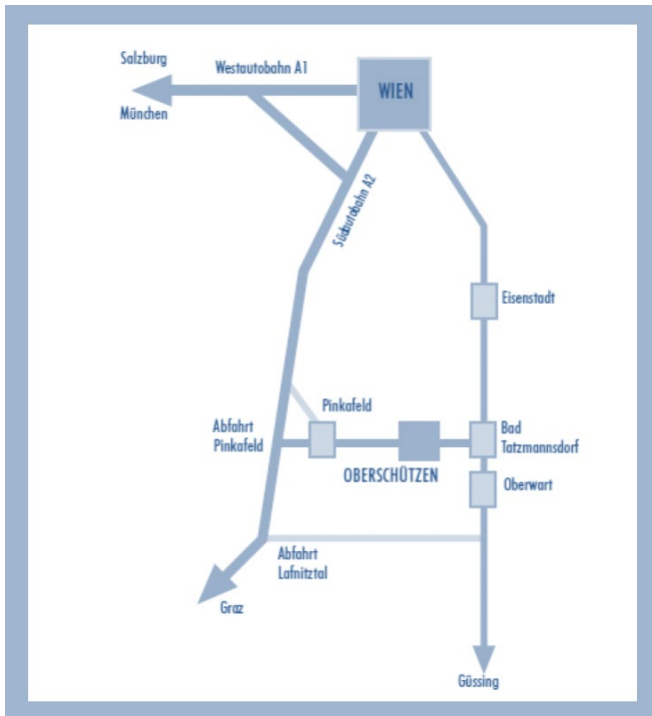 Salzburg
Westautobahn A1
WIEN
München
Südautobahn A2
Eisenstadt
Pinkafeld
Abfahrt
Pinkafeld
Bad
Tatzmannsdorf
OBERSCHÜTZEN
Oberwart
Abfahrt
Lafnitztal
Graz
Güssing